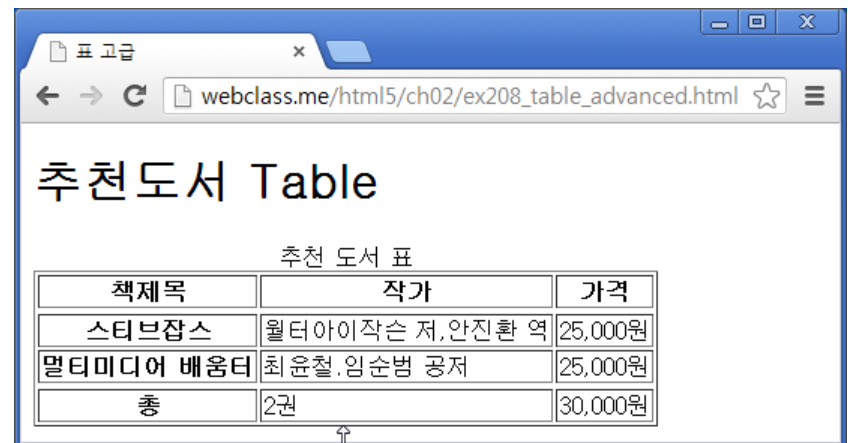 표 고급
webclass.me/html5/ch02/ex208_table_advanced.html
추천도서 Table
추천 도서 표
책제목 작가 가격
스티브잡스 월터아이작슨 저,안진환 역 25,000원
멀티미디어 배움터 최윤철.임순범 공저 25,000원
총 2권 30,000원